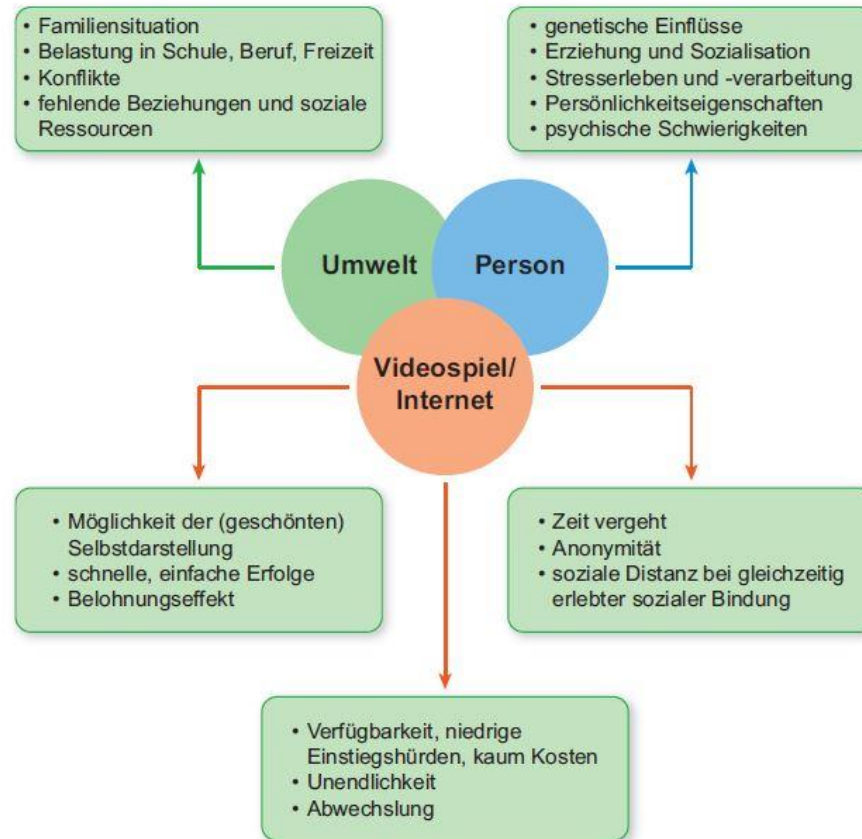 • Familiensituation
• Belastung in Schule, Beruf, Freizeit
• Konflikte
• fehlende Beziehungen und soziale
Ressourcen
• genetische Einflüsse
• Erziehung und Sozialisation
• Stresserleben und -verarbeitung
• Persönlichkeitseigenschaften
• psychische Schwierigkeiten
Umwelt
Person
Videospiel/
Internet
• Möglichkeit der (geschönten)
Selbstdarstellung
• schnelle, einfache Erfolge
• Belohnungseffekt
• Zeit vergeht
• Anonymität
• soziale Distanz bei gleichzeitig
erlebter sozialer Bindung
• Verfügbarkeit, niedrige
Einstiegshürden, kaum Kosten
• Unendlichkeit
• Abwechslung